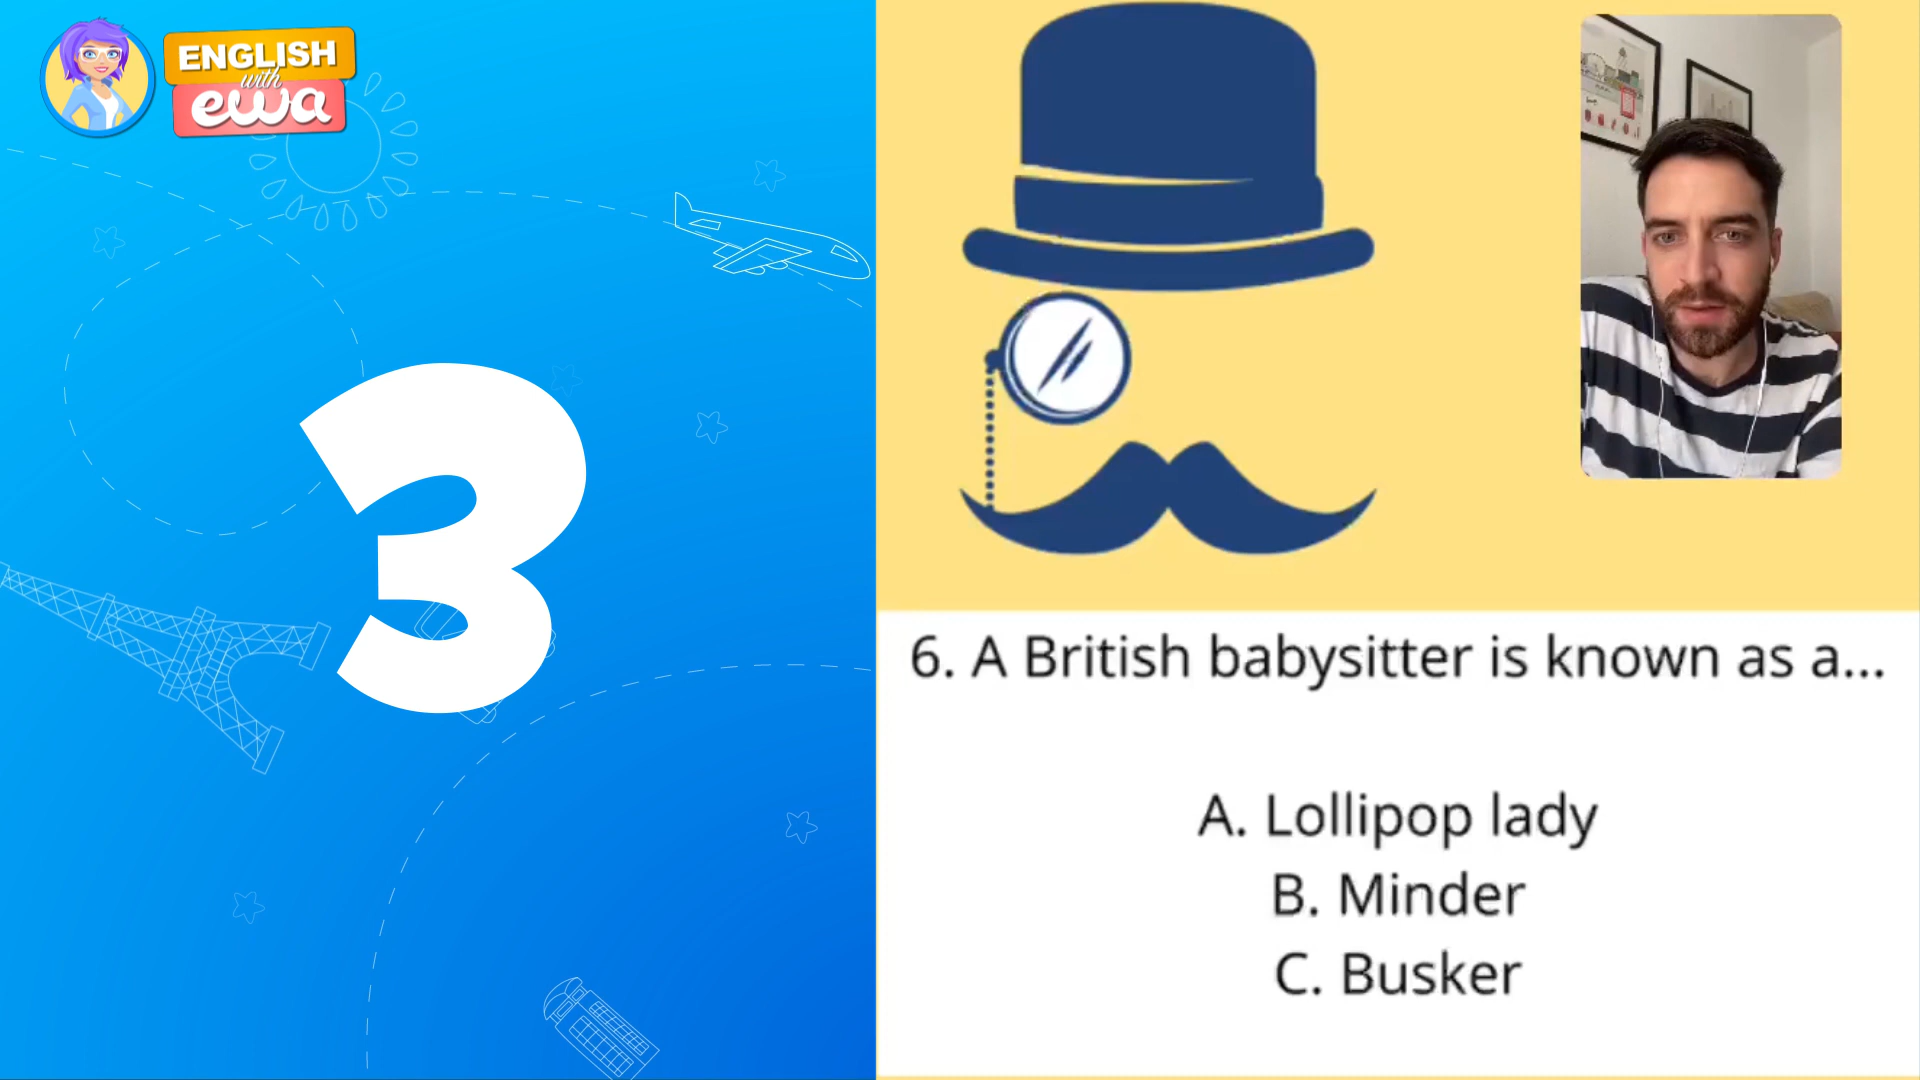 ENGLISH
with
ewa
3
6. A British babysitter is known as a...
A. Lollipop lady
B. Minder
C. Busker